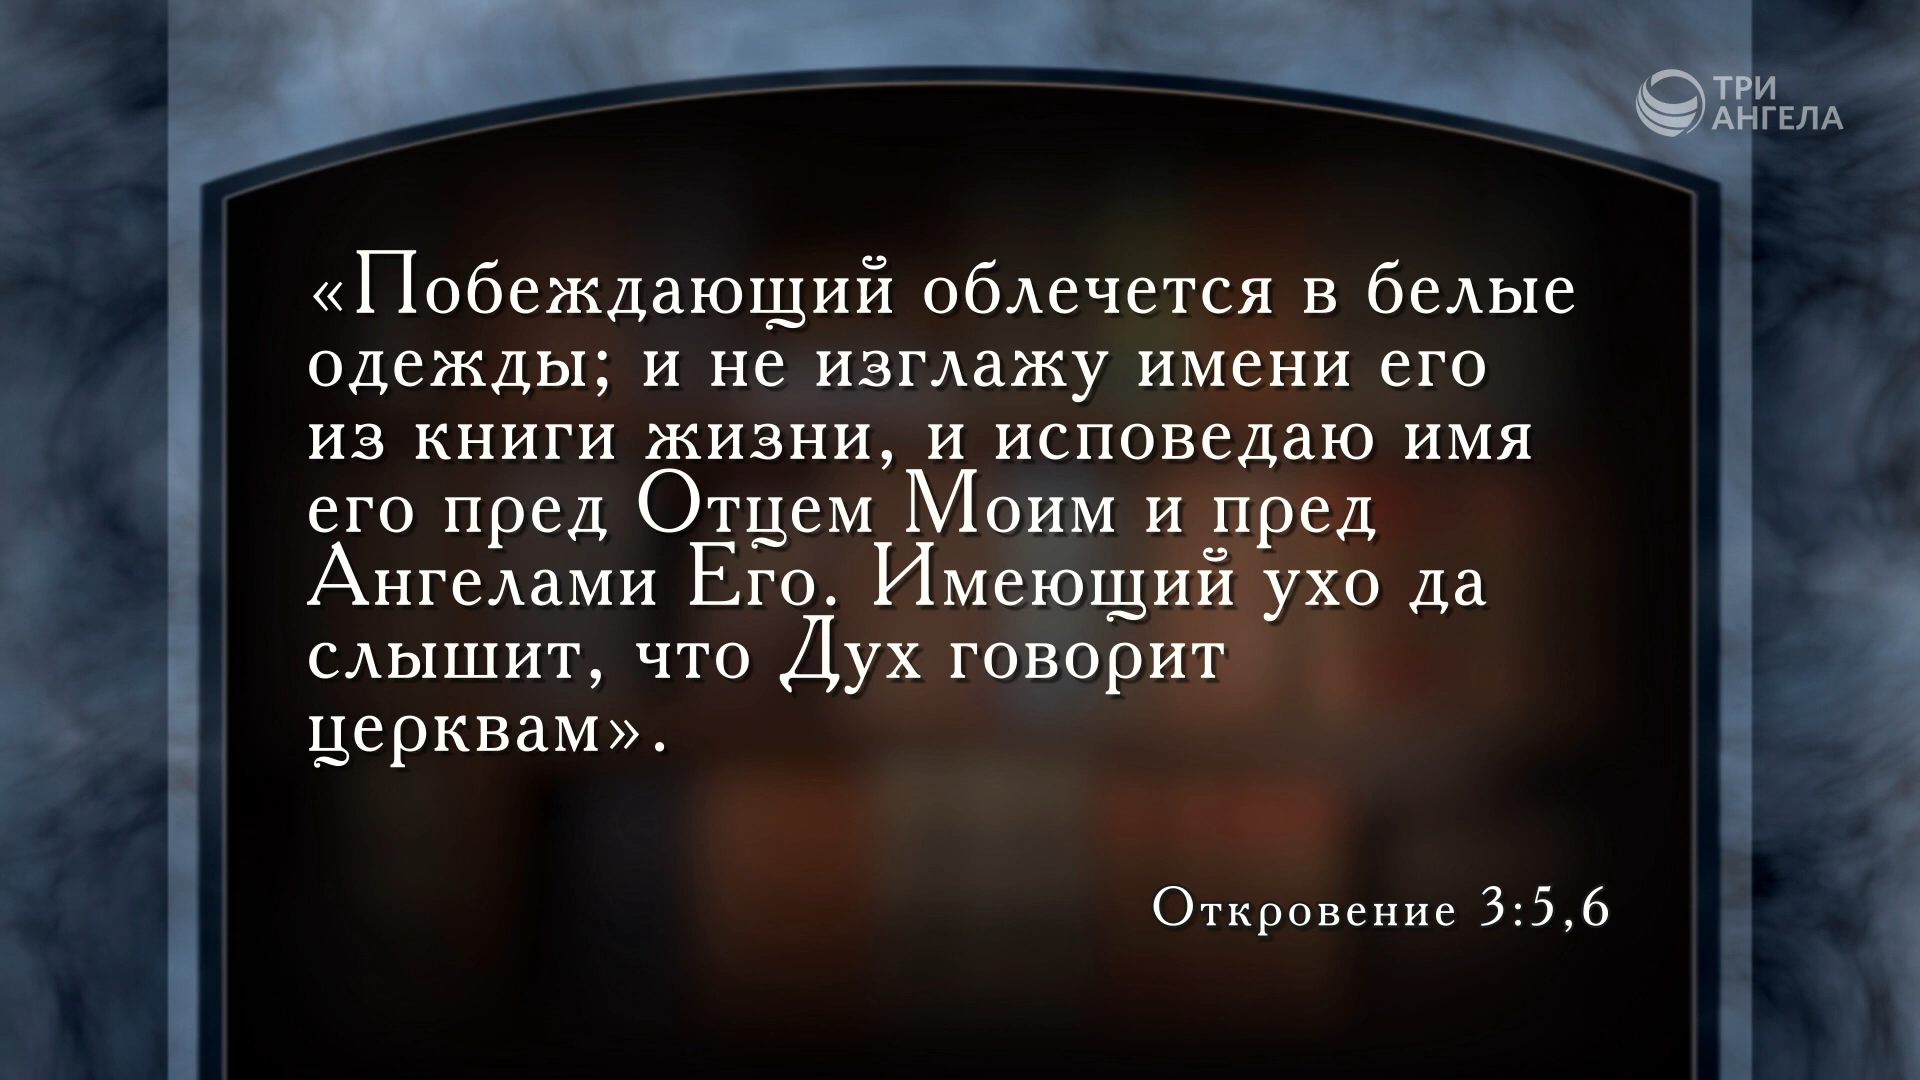 ТРИ
АНГЕЛА
«Побеждающий облечется в белые
одежды; и не изглажу имени его
из книги жизни, и исповедаю имя
его пред Отцем Моим и пред
Ангелами Его. Имеющий ухо да
слышит, что Дух говорит
церквам».
Откровение 3:5,6